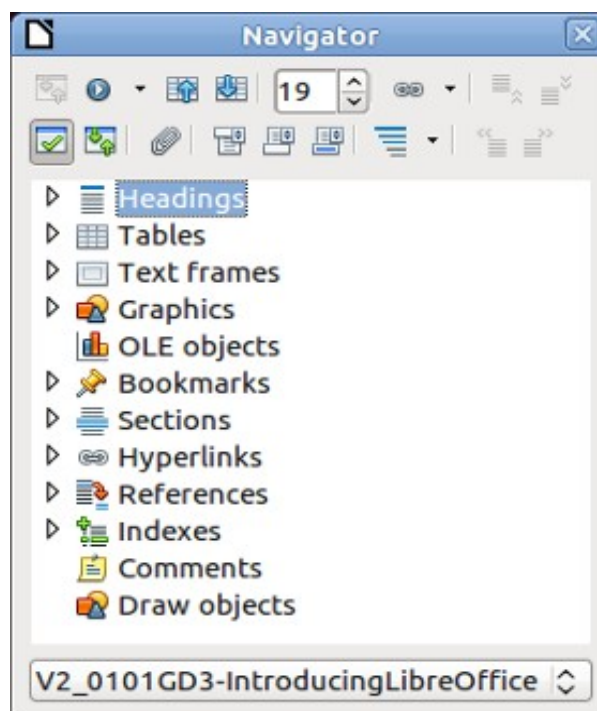 Navigator
19
Headings
Tables
Text frames
Graphics
OLE objects
Bookmarks
Sections
Hyperlinks
References
Indexes
Comments
Draw objects
V2_0101GD3-IntroducingLibreOffice